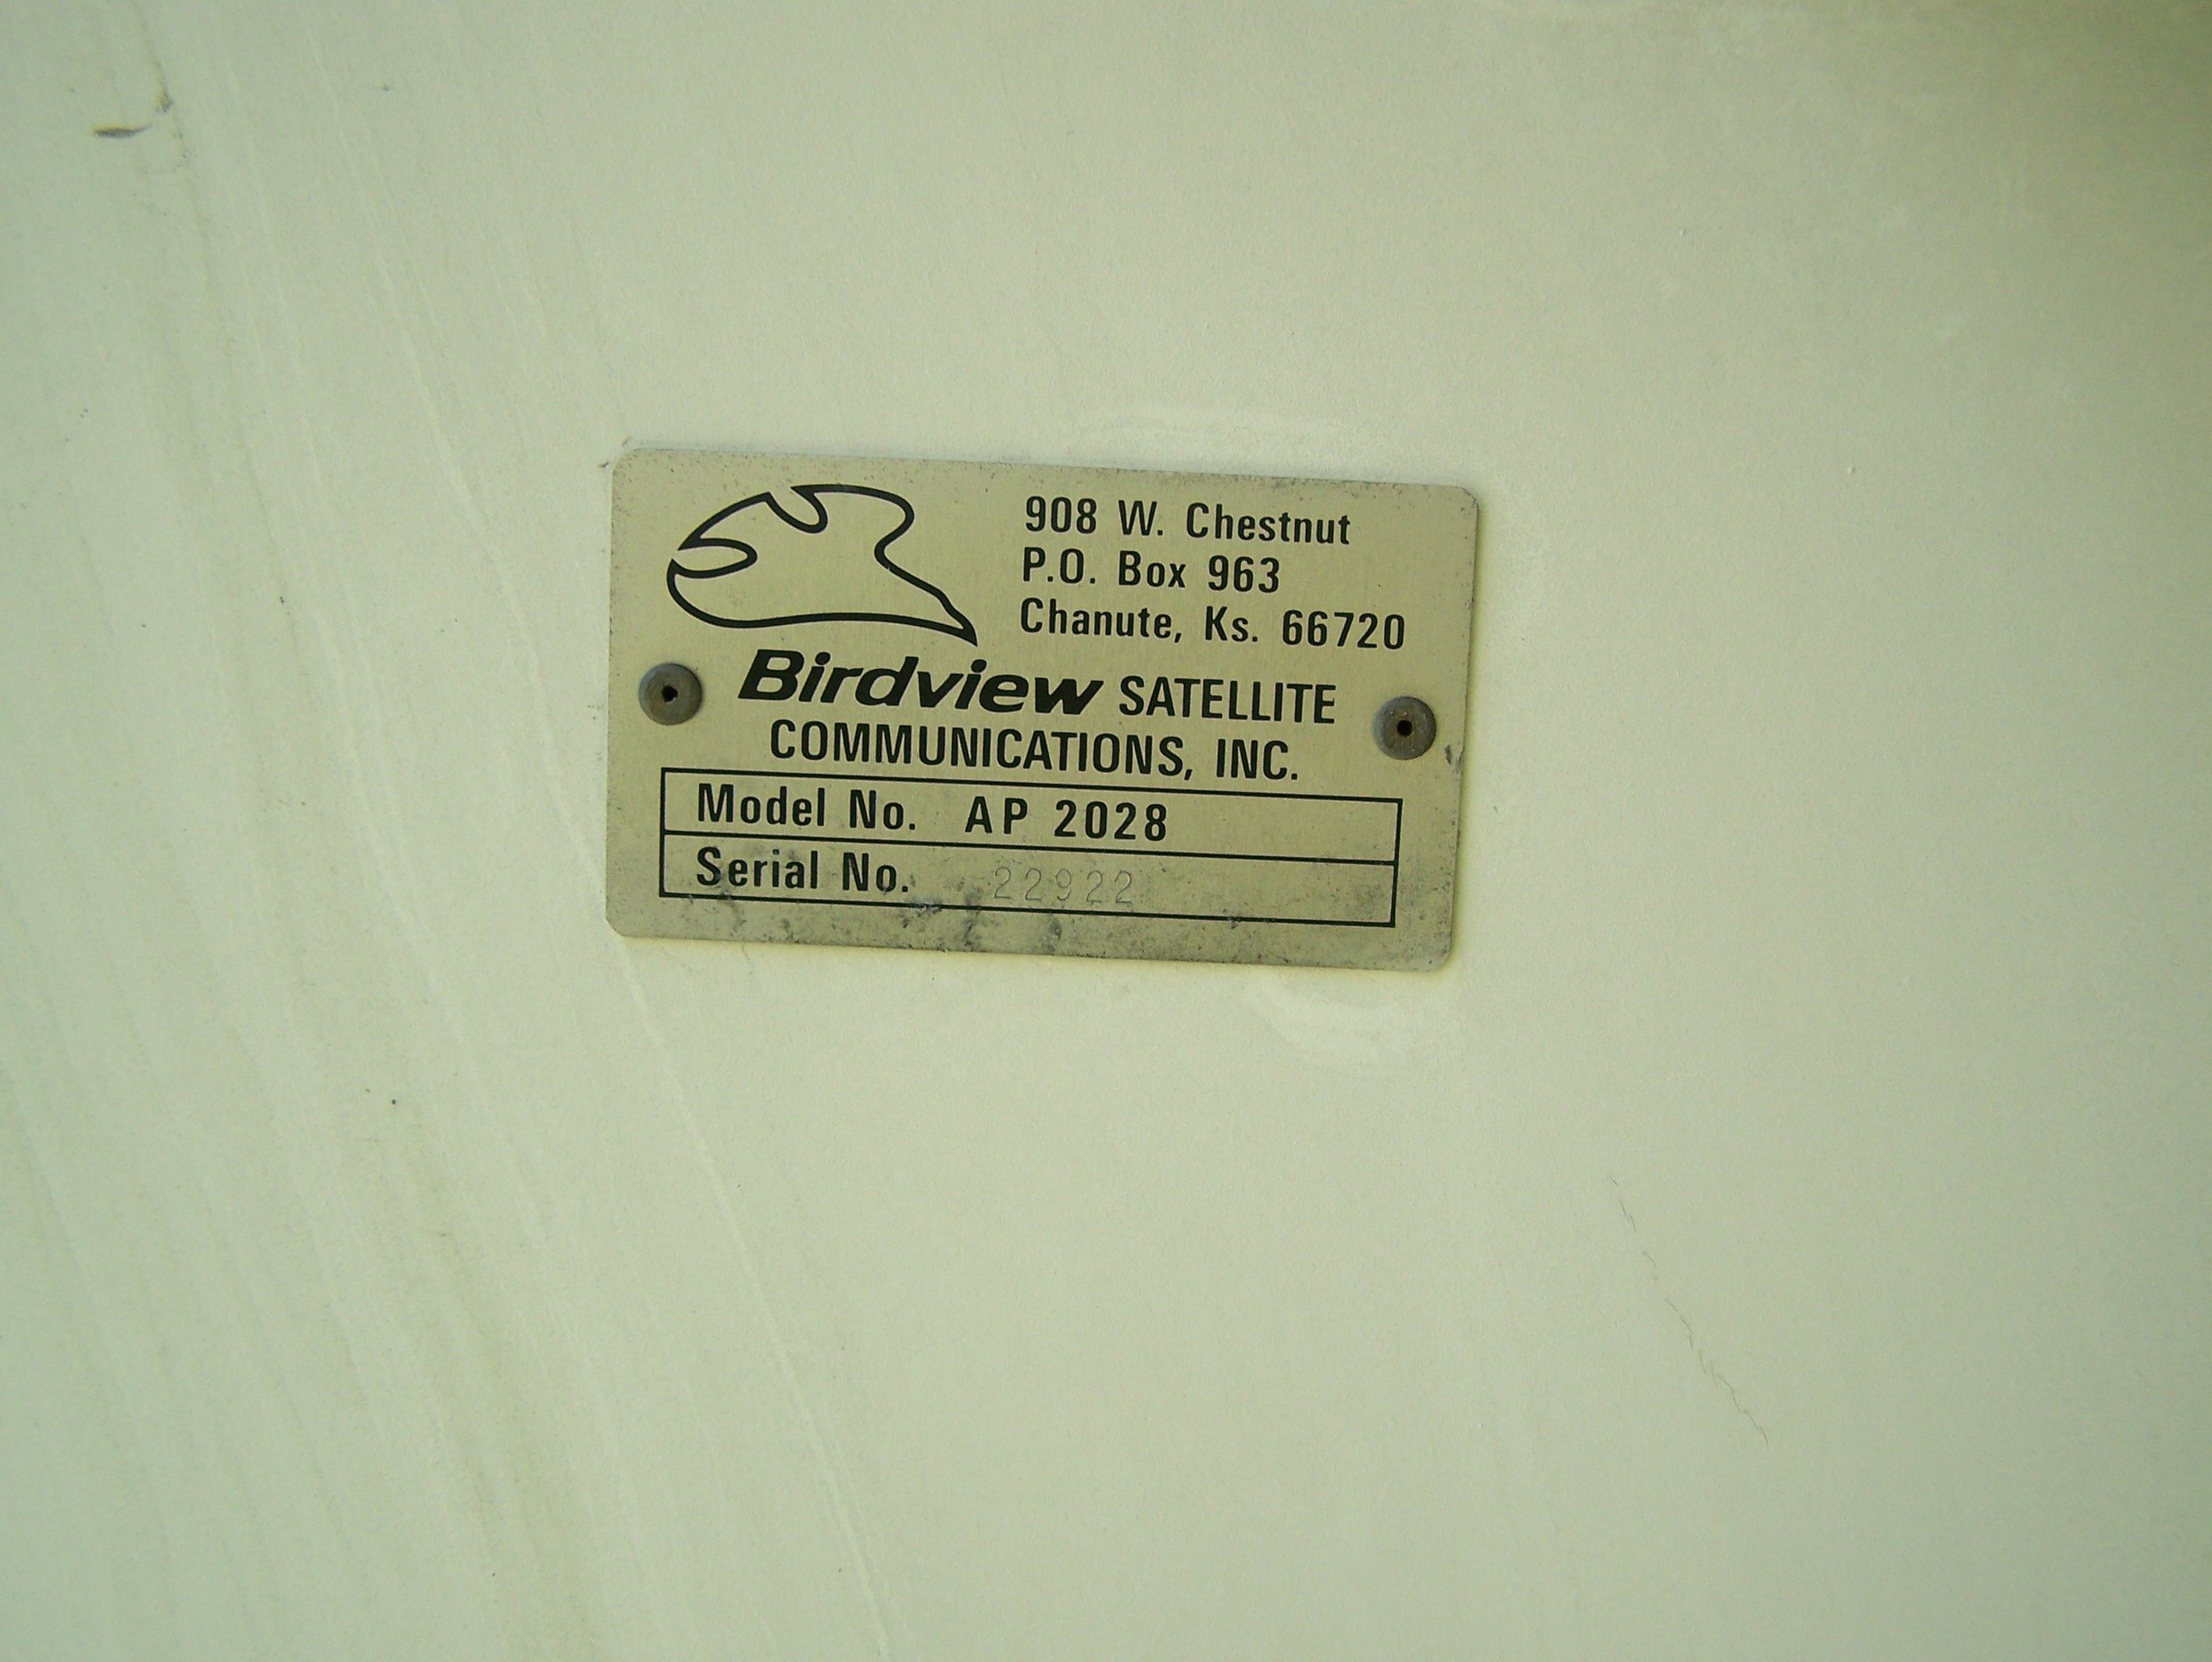 908 W. Chestnut
P.O. Box 963
Chanute, Ks. 66720
Birdview SATELLITE
COMMUNICATIONS, INC.
Model No. AP 2028
Serial No. 22922